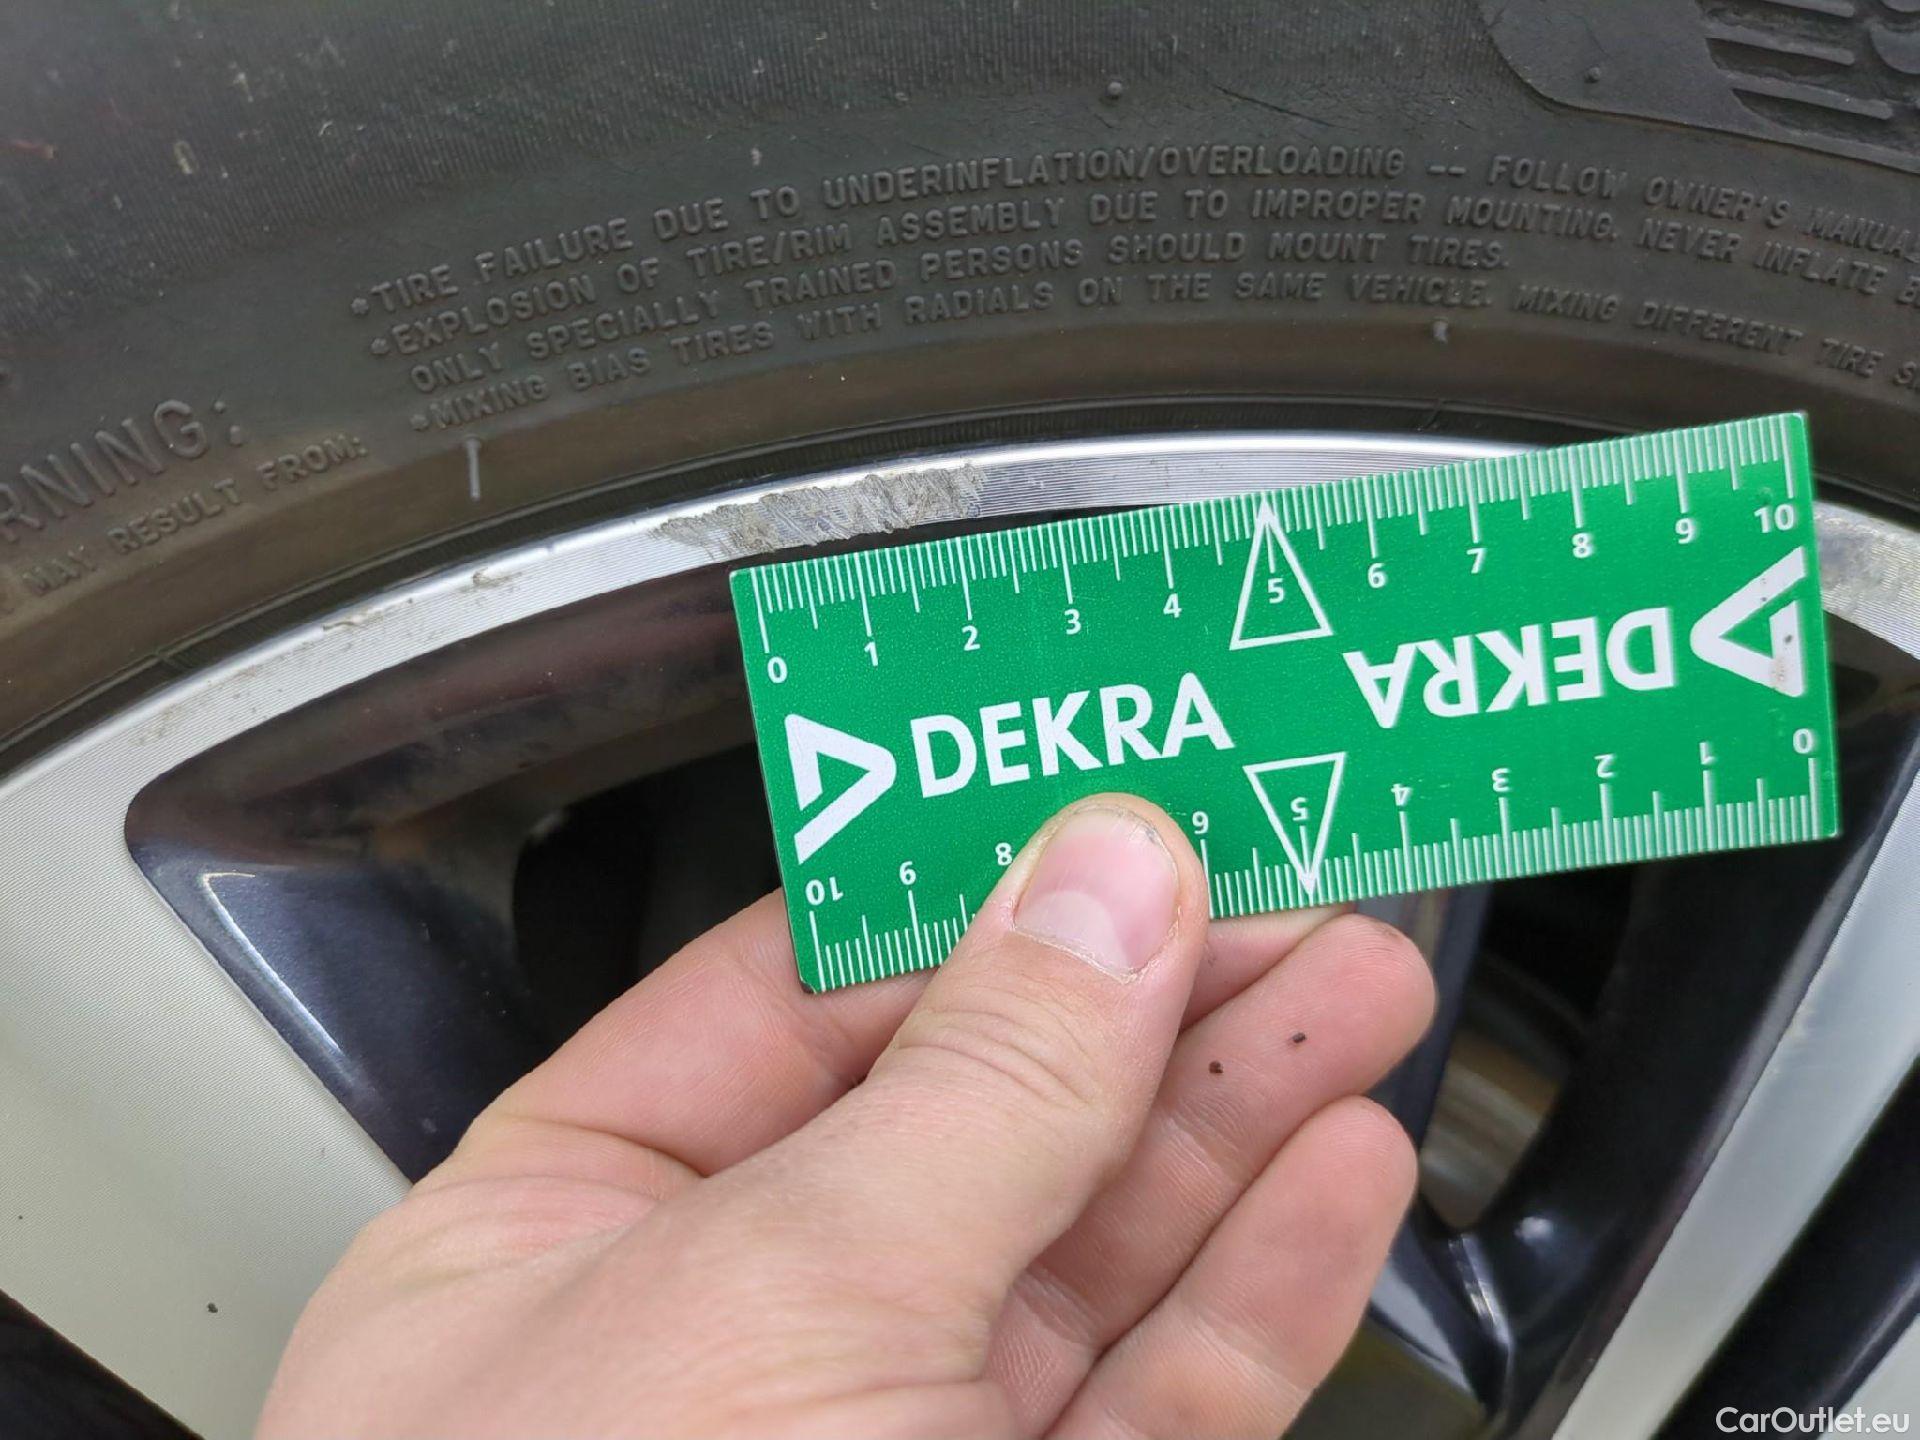 •TIRE FAILURE DUE TO UNDERINFLATION/OVERLOADING -- FOLLOW OWNER'S MANUAL
•EXPLOSION OF TIRE/RIM ASSEMBLY DUE TO IMPROPER MOUNTING. NEVER INFLATE
ONLY SPECIALLY TRAINED PERSONS SHOULD MOUNT TIRES.
•MIXING BIAS TIRES WITH RADIALS ON THE SAME VEHICLE. MIXING DIFFERENT TIRE
RNING:
MAY RESULT FROM:
0 1 2 3 4 5 6 7 8 9 10
DEKRA
DEKRA
10 9 8 6 5 4 3 2 1 0
CarOutlet.eu